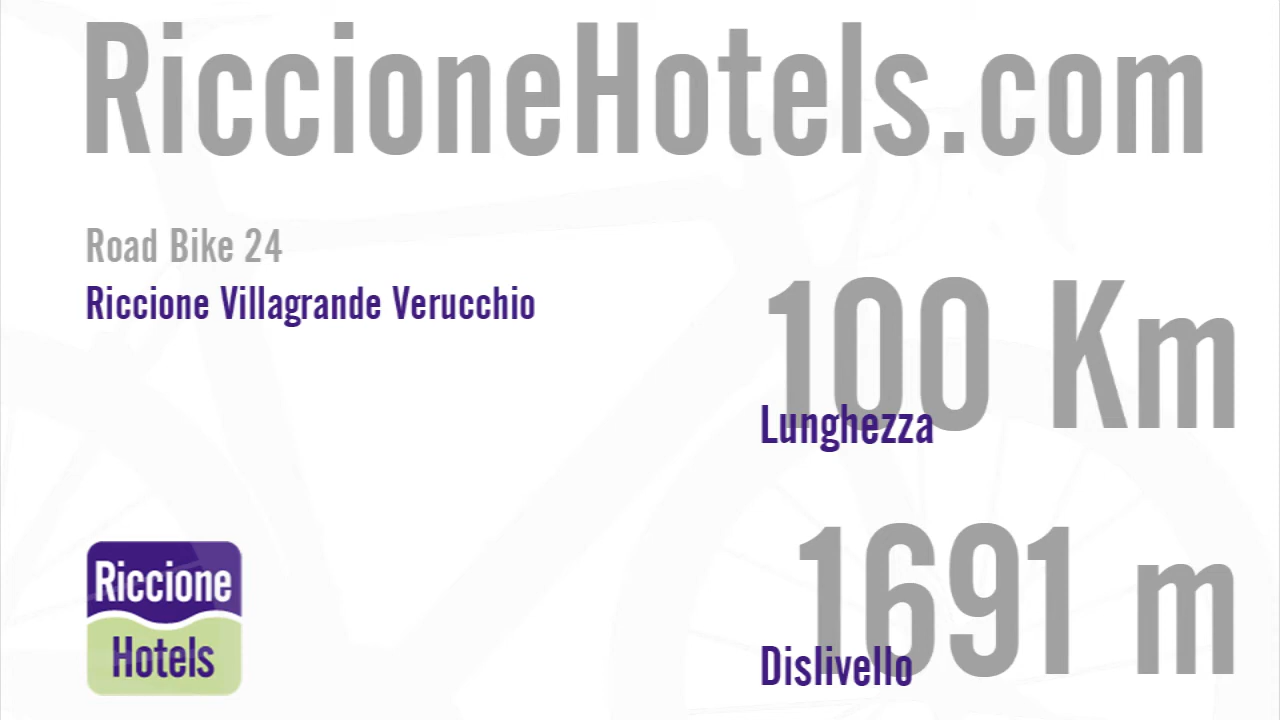 RiccioneHotels.com
Road Bike 24
Riccione Villagrande Verucchio
100 Km
Lunghezza
1691 m
Dislivello
Riccione
Hotels